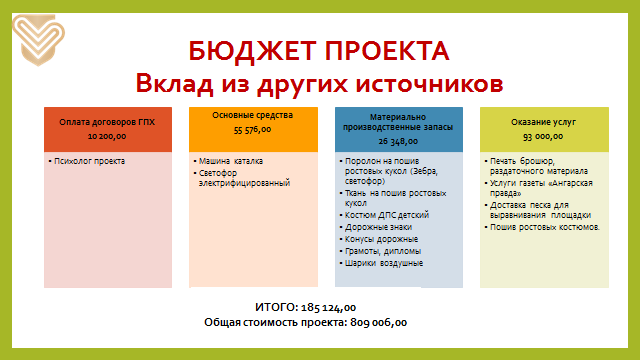 БЮДЖЕТ ПРОЕКТА
Вклад из других источников
Оплата договоров ГПХ
10 200,00
• Психолог проекта
Основные средства
55 576,00
• Машина каталка
• Светофор
электрифицированный
Материально
производственные запасы
26 348,00
• Поролон на пошив
ростовых кукол (Зебра,
светофор)
• Ткань на пошив ростовых
кукол
• Костюм ДПС детский
• Дорожные знаки
• Конусы дорожные
• Грамоты, дипломы
• Шарики воздушные
Оказание услуг
93 000,00
• Печать брошюр,
раздаточного материала
• Услуги газеты «Ангарская
правда»
• Доставка песка для
выравнивания площадки
• Пошив ростовых костюмов.
ИТОГО: 185 124,00
Общая стоимость проекта: 809 006,00